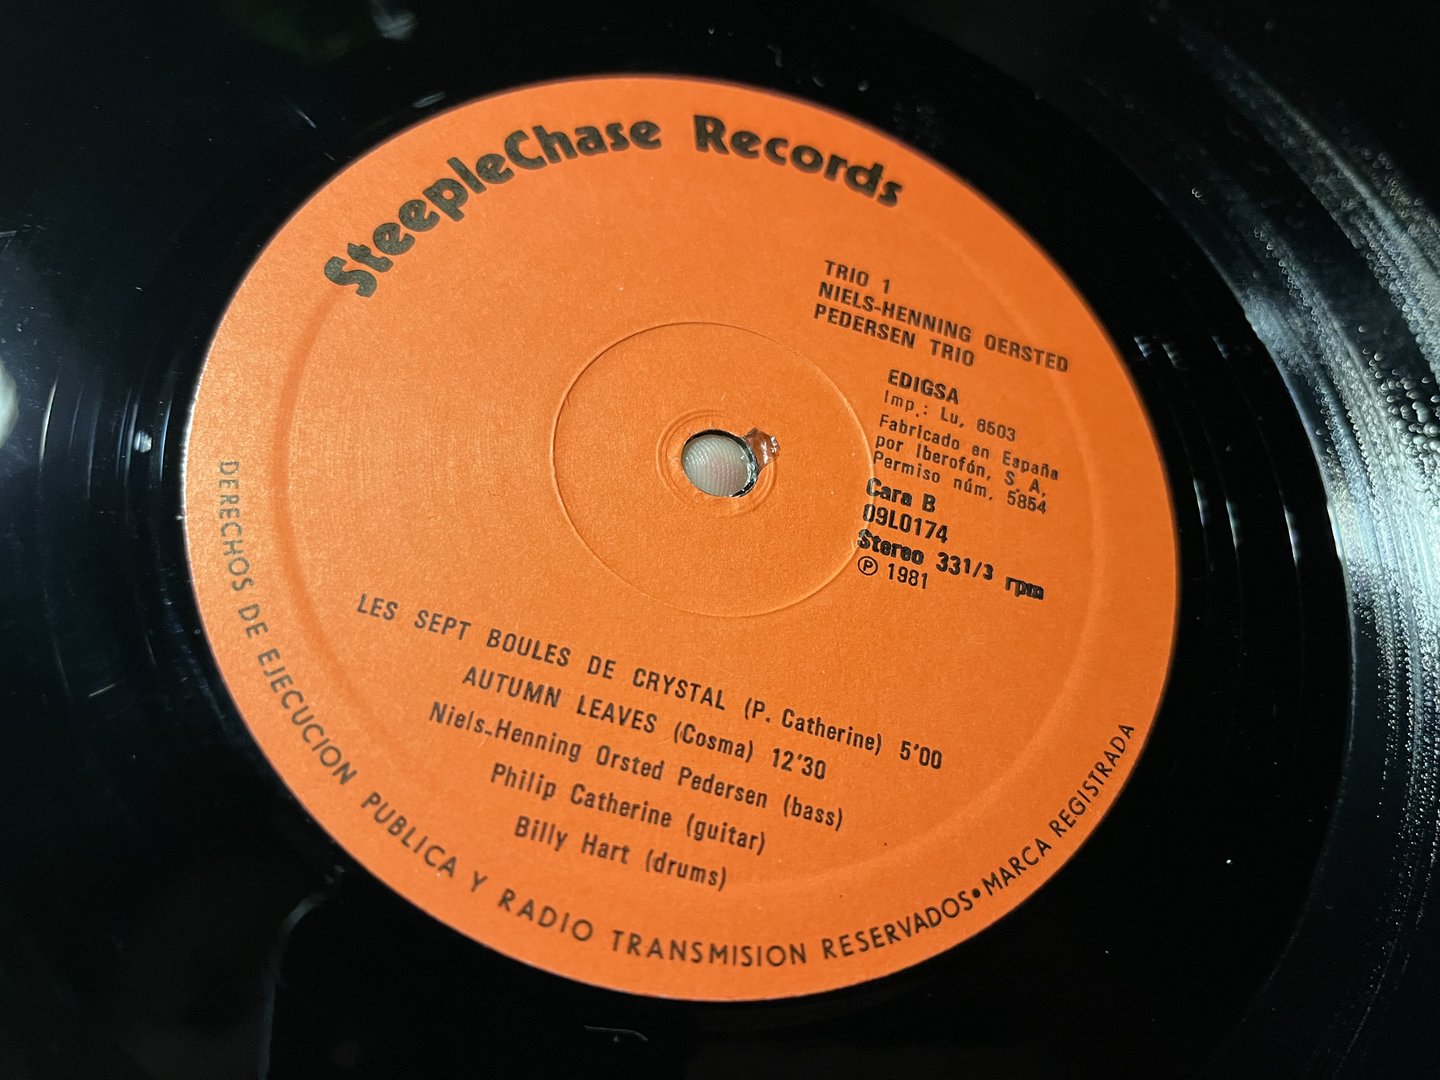 SteepleChase Records
TRIO 1
NIELS-HENNING OERSTED
PEDERSEN TRIO
EDIGSA
Imp.: Lu, 8503
Fabricado en España
por Iberofón, S. A.
Permiso núm. 5854
Cara B
09L0174
Stereo 33 1/3 rpm
℗ 1981
LES SEPT BOULES DE CRYSTAL (P. Catherine) 5'00
AUTUMN LEAVES (Cosma) 12'30
Niels-Henning Orsted Pedersen (bass)
Philip Catherine (guitar)
Billy Hart (drums)
DERECHOS DE EJECUCION PUBLICA Y RADIO TRANSMISION RESERVADOS • MARCA REGISTRADA